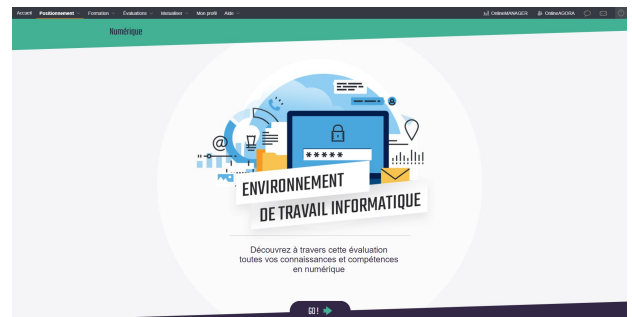 Accueil Positionnement Formation Évaluations Mutualiser Mon profil Aide OnlineMANAGER OnlineAGORA
Numérique
@
*****
ENVIRONNEMENT
DE TRAVAIL INFORMATIQUE
Découvrez à travers cette évaluation
toutes vos connaissances et compétences
en numérique
GO !